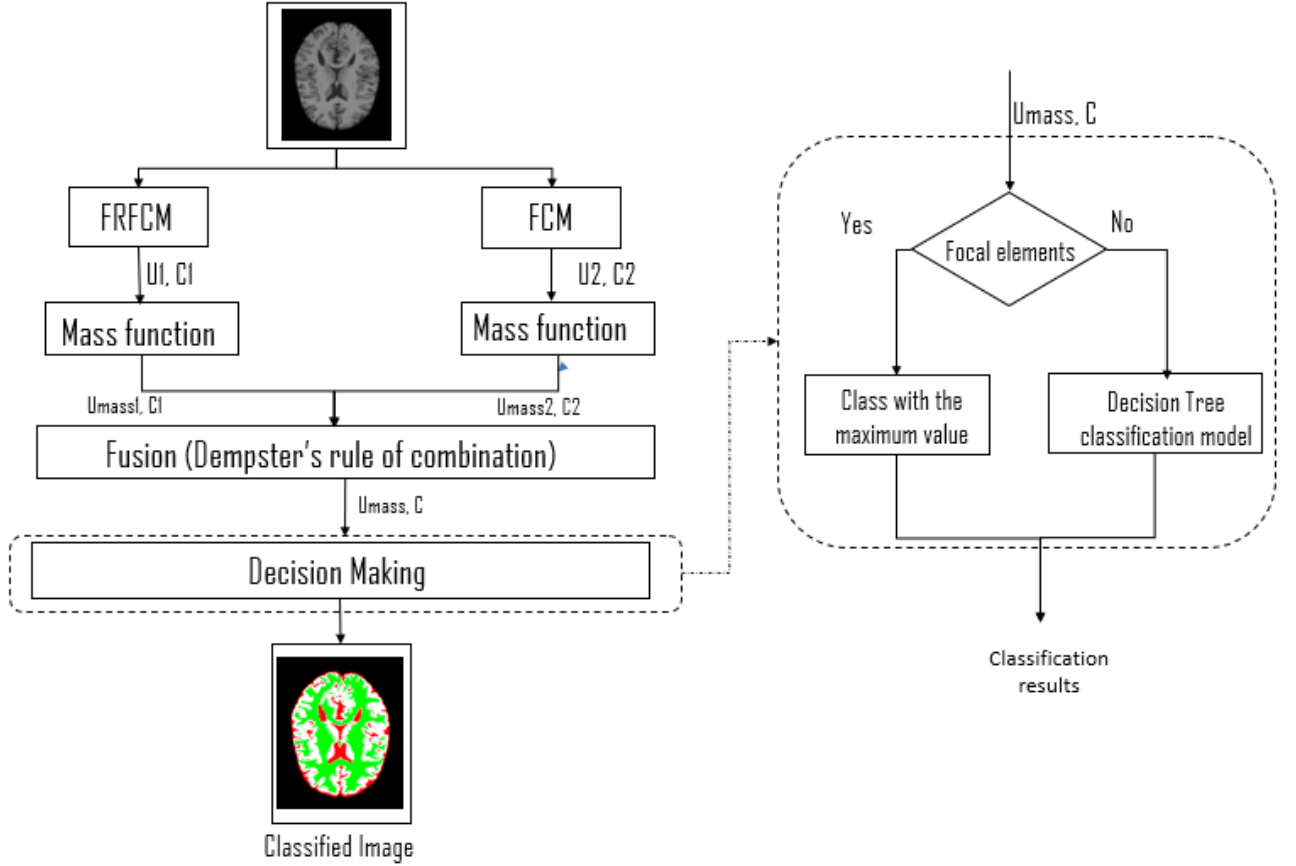 FRFCM
FCM
U1, C1
U2, C2
Mass function
Mass function
Umass1, C1
Umass2, C2
Fusion (Dempster's rule of combination)
Umass, C
Decision Making
Classified Image
Umass, C
Yes
No
Focal elements
Class with the
maximum value
Decision Tree
classification model
Classification
results